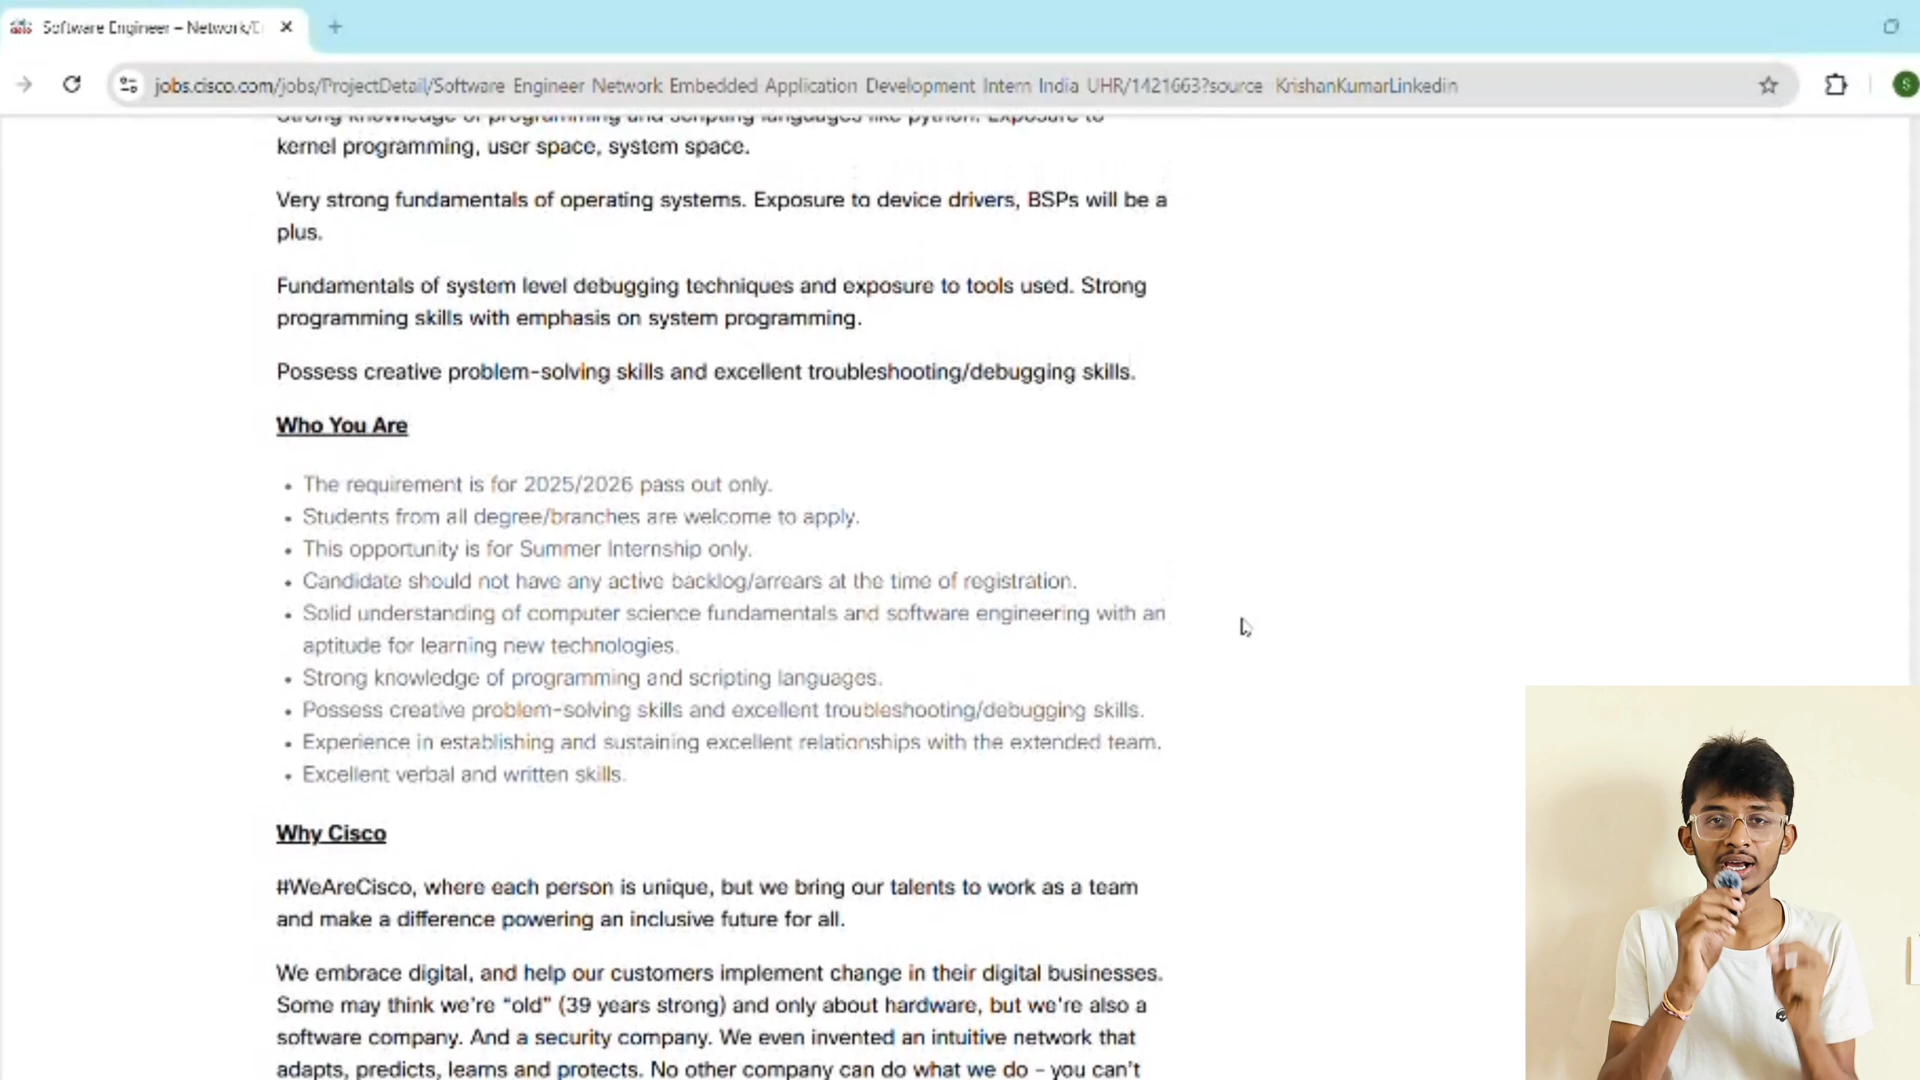 Software Engineer – Network/E
jobs.cisco.com/jobs/ProjectDetail/Software Engineer Network Embedded Application Development Intern India UHR/1421663?source KrishanKumarLinkedin
S
Strong knowledge of programming and scripting languages like python. Exposure to
kernel programming, user space, system space.
Very strong fundamentals of operating systems. Exposure to device drivers, BSPs will be a
plus.
Fundamentals of system level debugging techniques and exposure to tools used. Strong
programming skills with emphasis on system programming.
Possess creative problem-solving skills and excellent troubleshooting/debugging skills.
Who You Are
• The requirement is for 2025/2026 pass out only.
• Students from all degree/branches are welcome to apply.
• This opportunity is for Summer Internship only.
• Candidate should not have any active backlog/arrears at the time of registration.
• Solid understanding of computer science fundamentals and software engineering with an
aptitude for learning new technologies.
• Strong knowledge of programming and scripting languages.
• Possess creative problem-solving skills and excellent troubleshooting/debugging skills.
• Experience in establishing and sustaining excellent relationships with the extended team.
• Excellent verbal and written skills.
Why Cisco
#WeAreCisco, where each person is unique, but we bring our talents to work as a team
and make a difference powering an inclusive future for all.
We embrace digital, and help our customers implement change in their digital businesses.
Some may think we're “old” (39 years strong) and only about hardware, but we're also a
software company. And a security company. We even invented an intuitive network that
adapts, predicts, learns and protects. No other company can do what we do – you can't